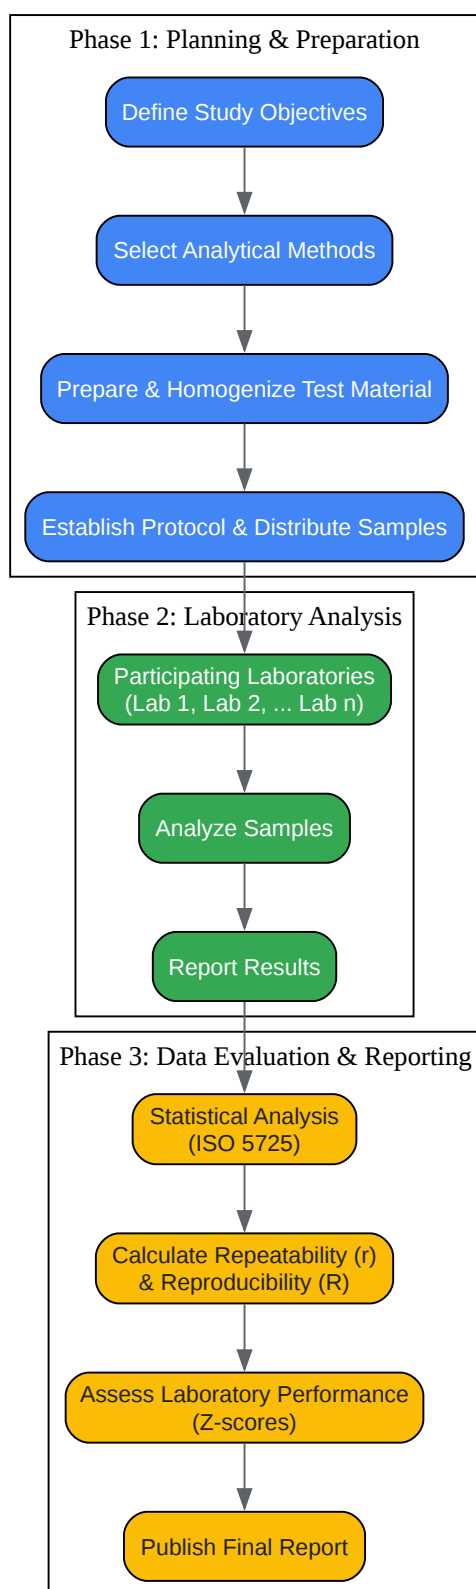 Phase 1: Planning & Preparation
Define Study Objectives
Select Analytical Methods
Prepare & Homogenize Test Material
Establish Protocol & Distribute Samples
Phase 2: Laboratory Analysis
Participating Laboratories
(Lab 1, Lab 2, ... Lab n)
Analyze Samples
Report Results
Phase 3: Data Evaluation & Reporting
Statistical Analysis
(ISO 5725)
Calculate Repeatability (r)
& Reproducibility (R)
Assess Laboratory Performance
(Z-scores)
Publish Final Report